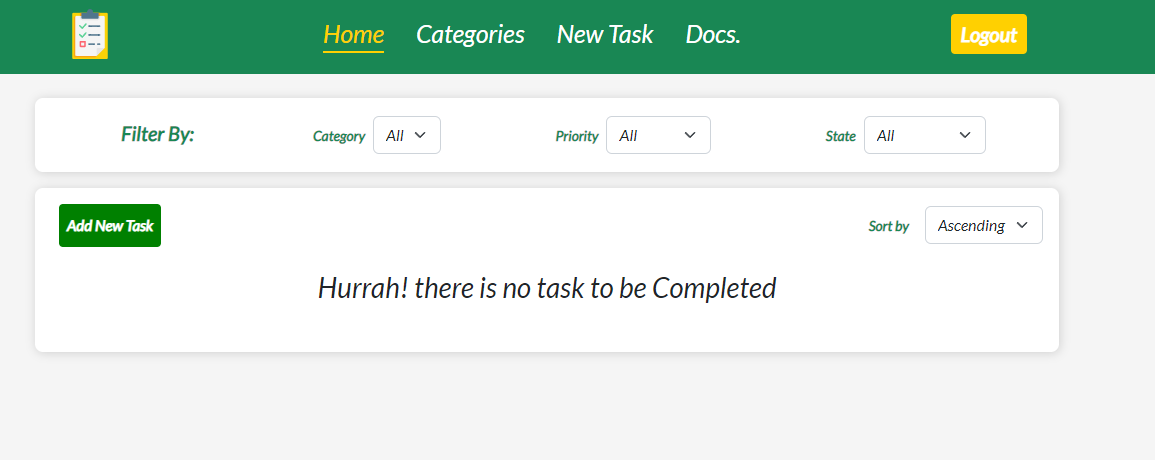 Home Categories New Task Docs. Logout
Filter By: Category All Priority All State All
Add New Task Sort by Ascending
Hurrah! there is no task to be Completed